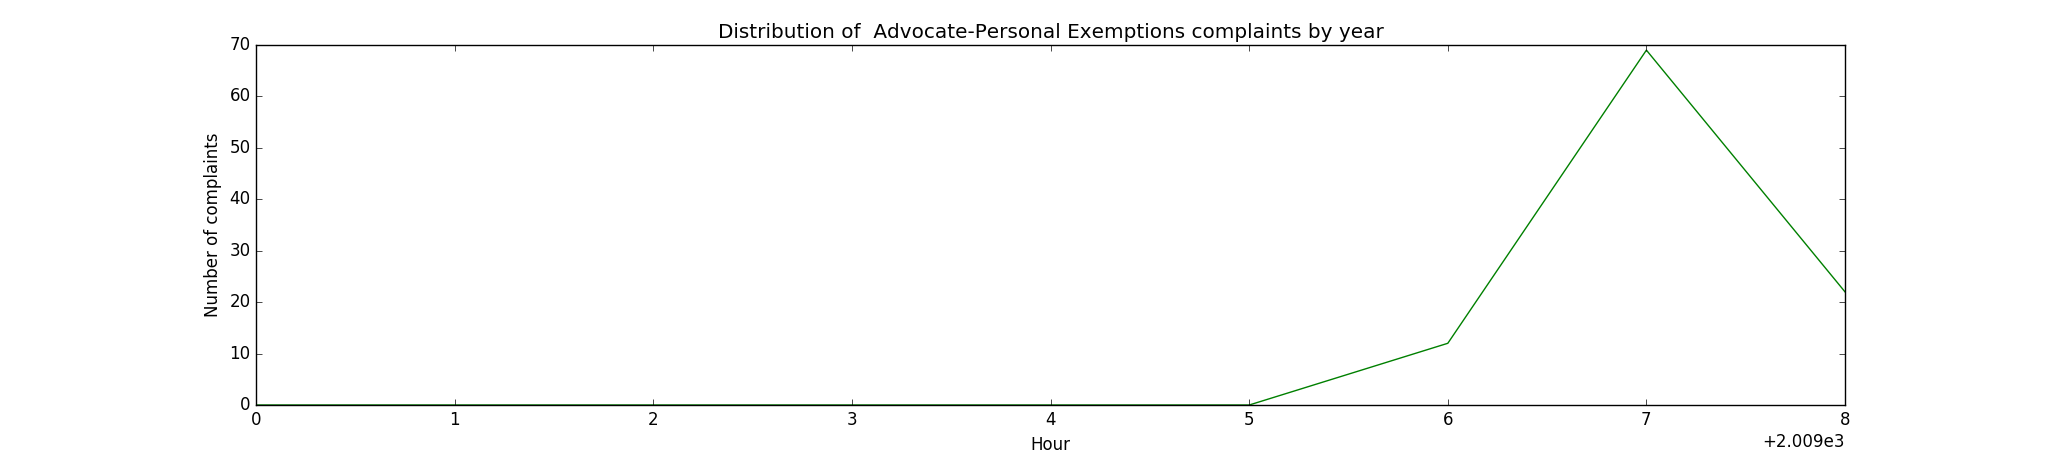 Distribution of  Advocate-Personal Exemptions complaints by year
Number of complaints
70
60
50
40
30
20
10
0
0 1 2 3 4 5 6 7 8
Hour
+2.009e3